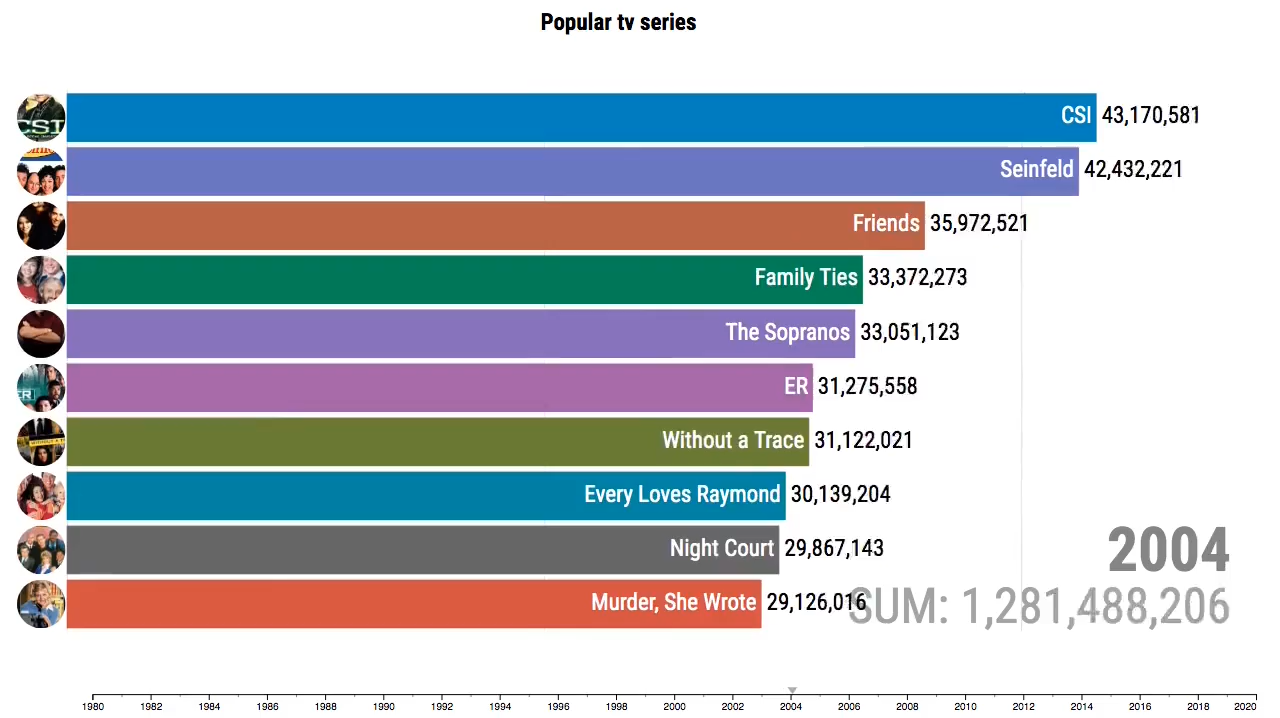 Popular tv series
CSI 43,170,581
Seinfeld 42,432,221
Friends 35,972,521
Family Ties 33,372,273
The Sopranos 33,051,123
ER 31,275,558
Without a Trace 31,122,021
Every Loves Raymond 30,139,204
Night Court 29,867,143
Murder, She Wrote 29,126,016
2004
SUM: 1,281,488,206
1980 1982 1984 1986 1988 1990 1992 1994 1996 1998 2000 2002 2004 2006 2008 2010 2012 2014 2016 2018 2020
CSI
ER